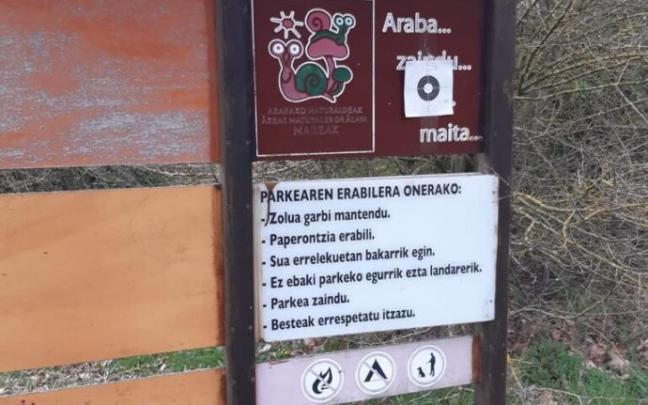 Araba...
zaindu...
maita...
ARABAKO NATURALDEAK
ÁREAS NATURALES DE ÁLAVA
PARKEAREN ERABILERA ONERAKO:
- Zolua garbi mantendu.
- Paperontzia erabili.
- Sua errelekuetan bakarrik egin.
- Ez ebaki parkeko egurrik ezta landarerik.
- Parkea zaindu.
- Besteak errespetatu itzazu.